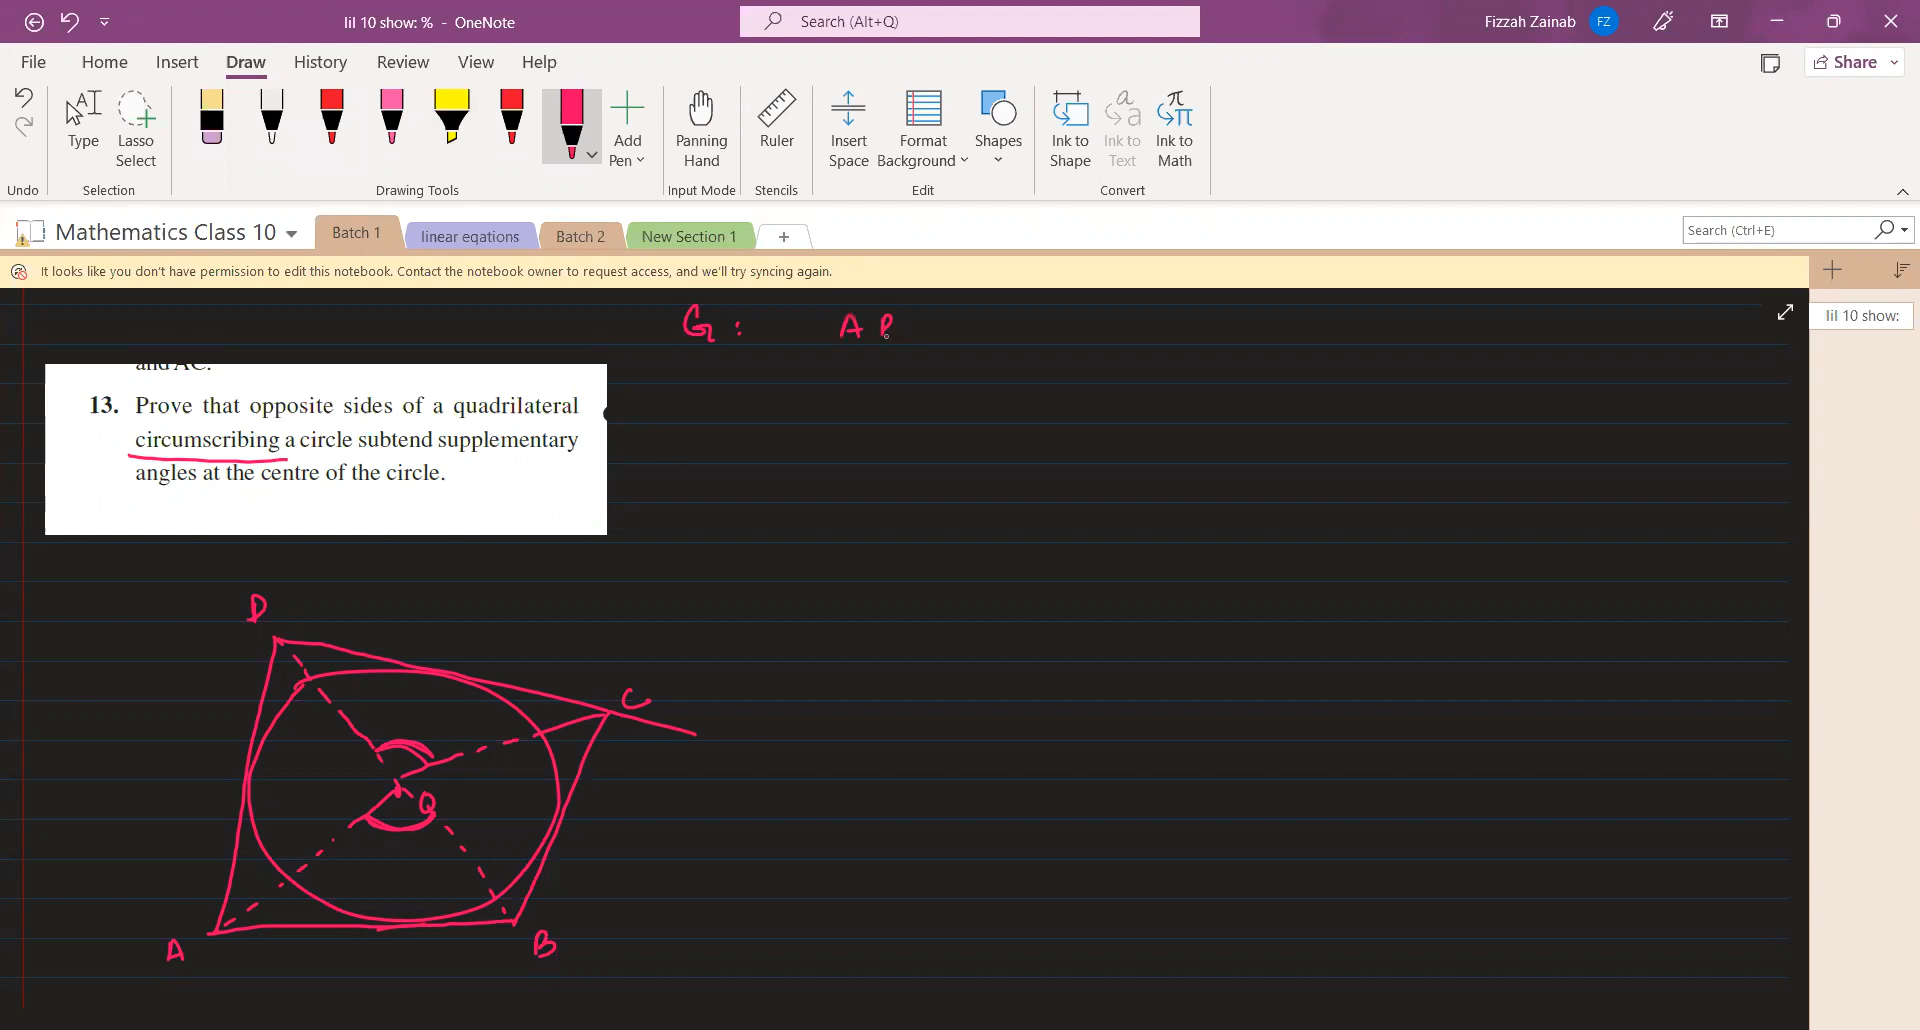 lil 10 show: % - OneNote
Search (Alt+Q)
Fizzah Zainab
FZ
File Home Insert Draw History Review View Help
Share
Type
Lasso Select
Add Pen
Panning Hand
Ruler
Insert Space
Format Background
Shapes
Ink to Shape
Ink to Text
Ink to Math
Undo
Selection
Drawing Tools
Input Mode
Stencils
Edit
Convert
Mathematics Class 10
Batch 1
linear eqations
Batch 2
New Section 1
Search (Ctrl+E)
It looks like you don't have permission to edit this notebook. Contact the notebook owner to request access, and we'll try syncing again.
lil 10 show:
G :
A
and AC.
13. Prove that opposite sides of a quadrilateral
circumscribing a circle subtend supplementary
angles at the centre of the circle.
D
C
A
B